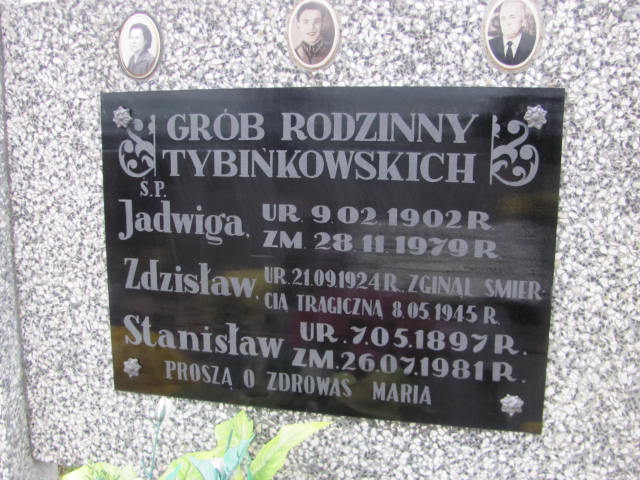 GRÓB RODZINNY
TYBIŃKOWSKICH
Ś.P.
Jadwiga, UR. 9.02.1902 R.
ZM. 28 11 1979 R.
Zdzisław, UR. 21.09.1924 R., ZGINĄŁ ŚMIER-
CIĄ TRAGICZNĄ 8.05.1945 R.
Stanisław UR. 7.05.1897 R.
ZM. 26.07.1981 R.
PROSZĄ O ZDROWAŚ MARIA